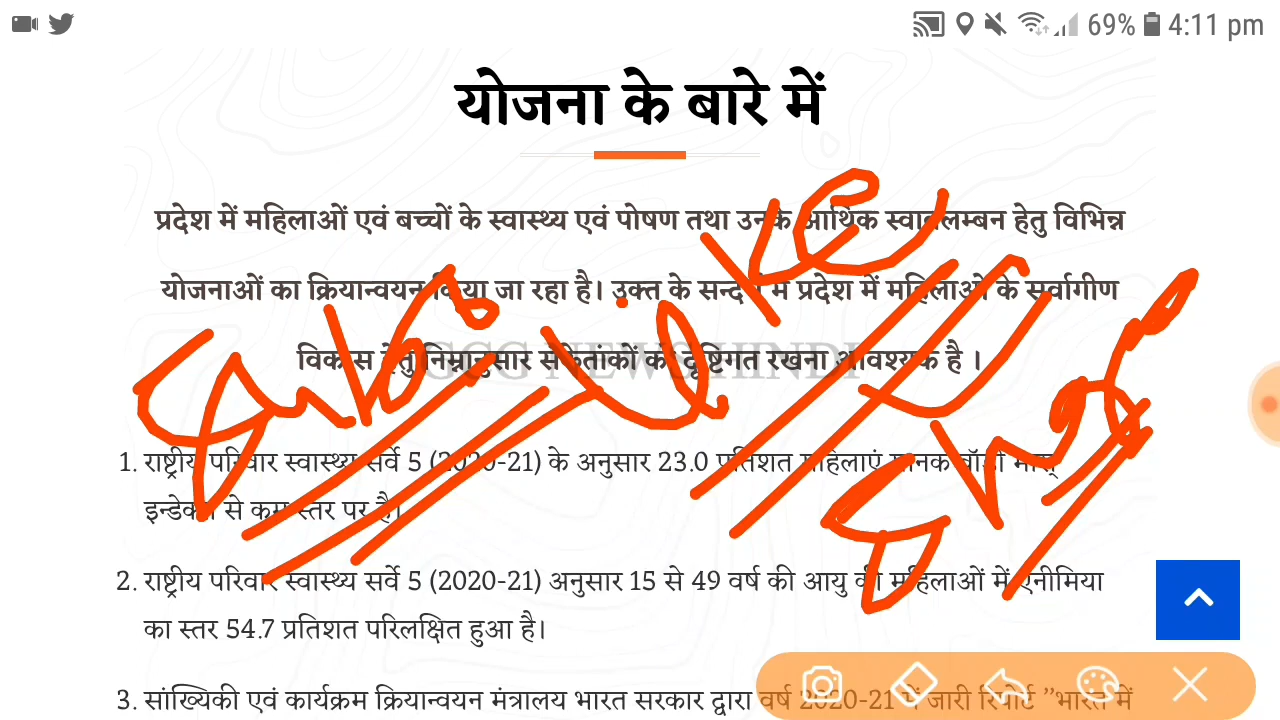 69% 4:11 pm
योजना के बारे में
प्रदेश में महिलाओं एवं बच्चों के स्वास्थ्य एवं पोषण तथा उनके आर्थिक स्वावलम्बन हेतु विभिन्न
योजनाओं का क्रियान्वयन किया जा रहा है। उक्त के सन्दर्भ में प्रदेश में महिलाओं के सर्वांगीण
विकास हेतु निम्नानुसार संकेतांकों को दृष्टिगत रखना आवश्यक है ।
GCG NEWS HINDI
like
1. राष्ट्रीय परिवार स्वास्थ्य सर्वे 5 (2020-21) के अनुसार 23.0 प्रतिशत महिलाएं मानक बॉडी मास्
इन्डेक्स से कम स्तर पर है।
2. राष्ट्रीय परिवार स्वास्थ्य सर्वे 5 (2020-21) अनुसार 15 से 49 वर्ष की आयु की महिलाओं में एनीमिया
का स्तर 54.7 प्रतिशत परिलक्षित हुआ है।
3. सांख्यिकी एवं कार्यक्रम क्रियान्वयन मंत्रालय भारत सरकार द्वारा वर्ष 2020-21 में जारी रिपोर्ट ”भारत में